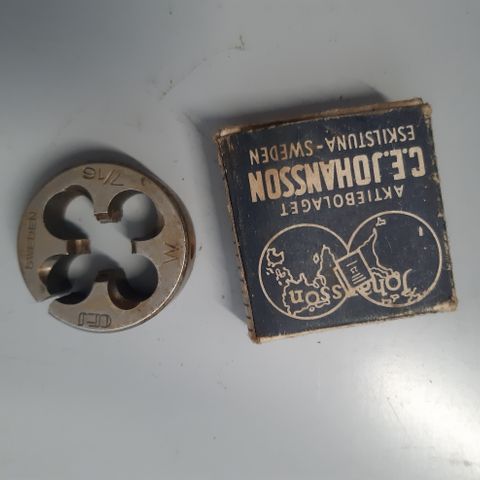 7/16
W
SWEDEN
CEJ
AKTIEBOLAGET
C.E.JOHANSSON
ESKILSTUNA-SWEDEN
Johansson